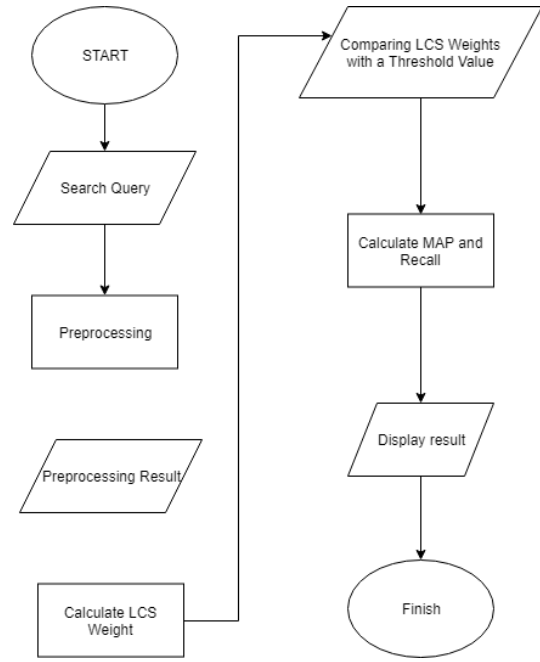 START
Search Query
Preprocessing
Preprocessing Result
Calculate LCS
Weight
Comparing LCS Weights
with a Threshold Value
Calculate MAP and
Recall
Display result
Finish